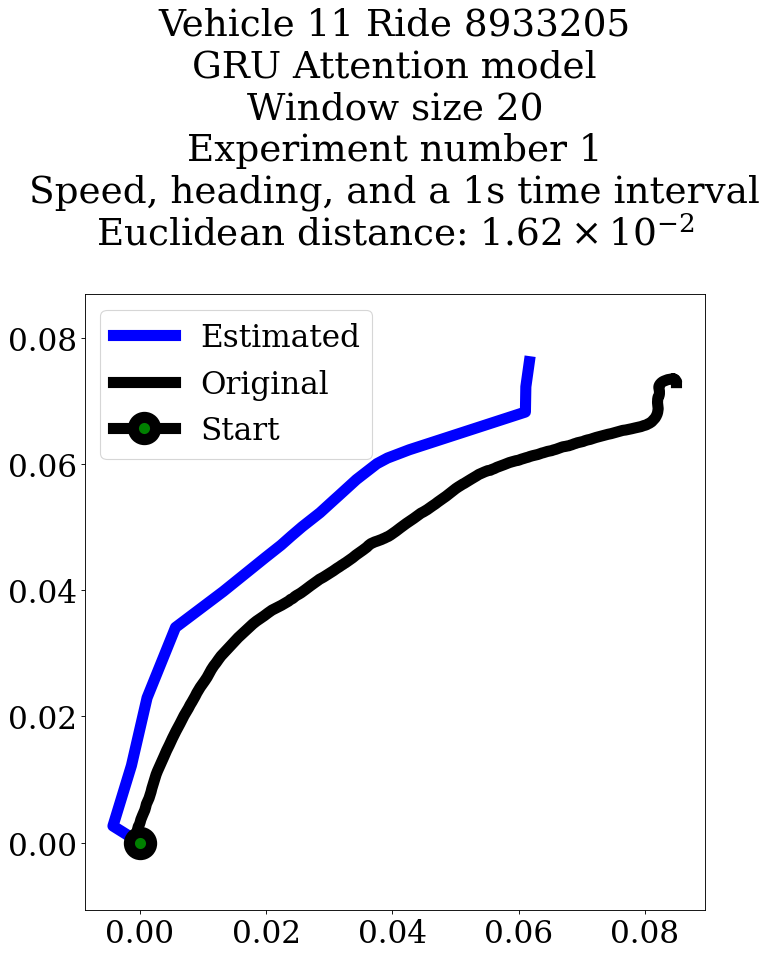 Vehicle 11 Ride 8933205
GRU Attention model
Window size 20
Experiment number 1
Speed, heading, and a 1s time interval
Euclidean distance: 1.62 × 10⁻²
Estimated
Original
Start
0.08
0.06
0.04
0.02
0.00
0.00 0.02 0.04 0.06 0.08